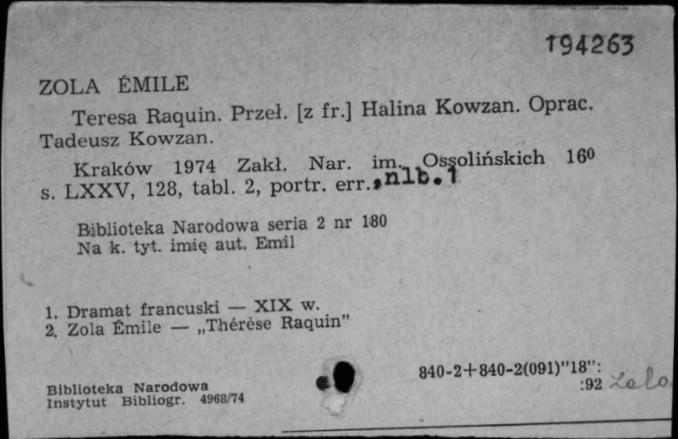 194263
ZOLA ÉMILE
Teresa Raquin. Przeł. [z fr.] Halina Kowzan. Oprac.
Tadeusz Kowzan.
Kraków 1974 Zakł. Nar. im. Ossolińskich 16⁰
s. LXXV, 128, tabl. 2, portr. err., nlb. 1
Biblioteka Narodowa seria 2 nr 180
Na k. tyt. imię aut. Emil
1. Dramat francuski — XIX w.
2. Zola Émile — „Thérèse Raquin”
840-2+840-2(091)"18":
:92 Zola
Biblioteka Narodowa
Instytut Bibliogr. 4968/74